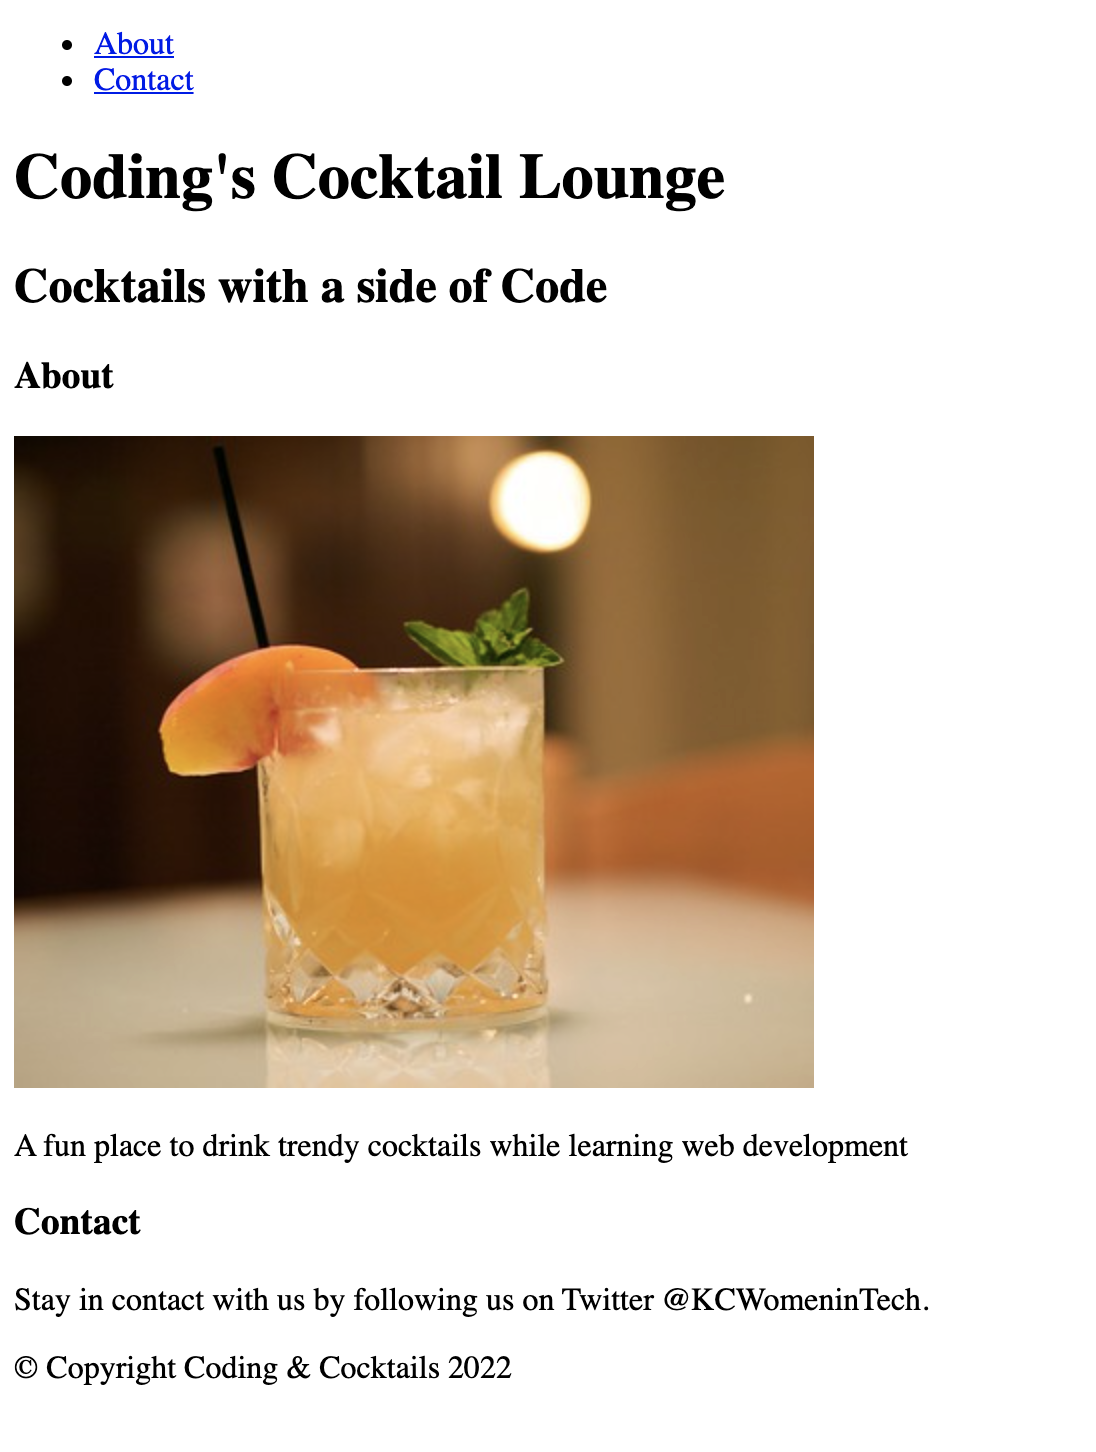 About
Contact
Coding's Cocktail Lounge
Cocktails with a side of Code
About
A fun place to drink trendy cocktails while learning web development
Contact
Stay in contact with us by following us on Twitter @KCWomeninTech.
© Copyright Coding & Cocktails 2022